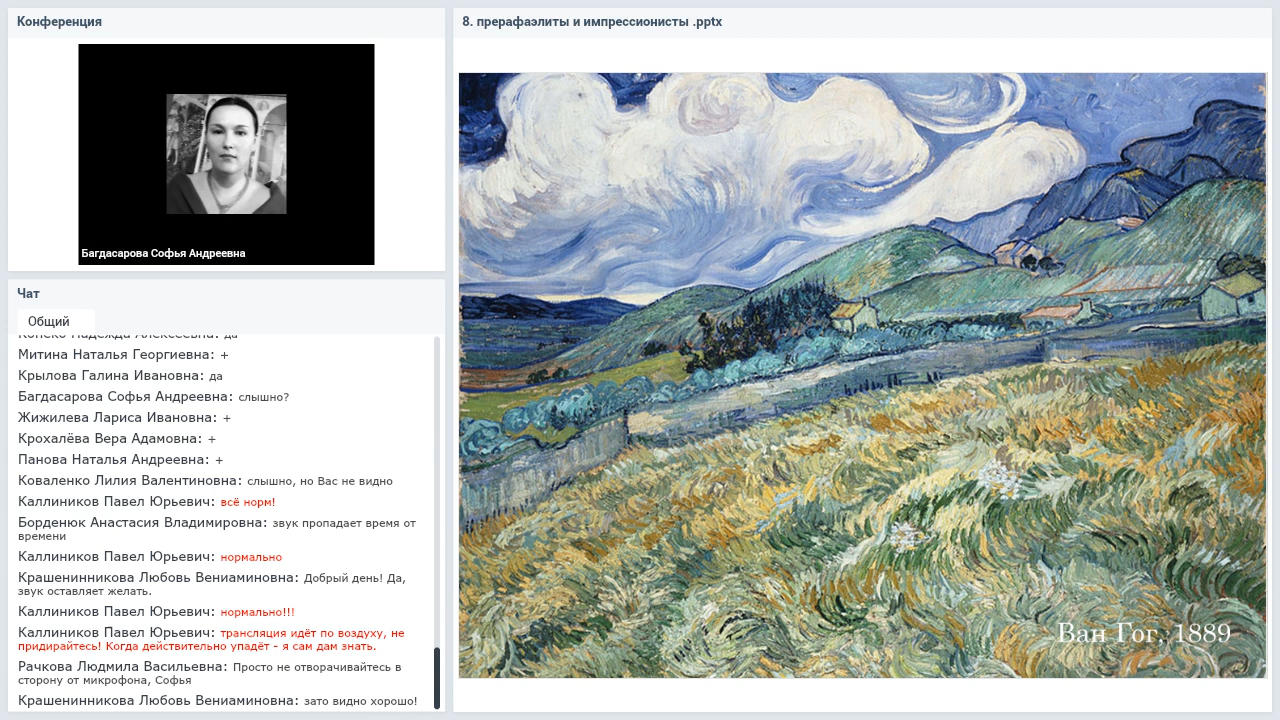 Конференция
Багдасарова Софья Андреевна
Чат
Общий
Митина Наталья Георгиевна: +
Крылова Галина Ивановна: да
Багдасарова Софья Андреевна: слышно?
Жижилева Лариса Ивановна: +
Крохалёва Вера Адамовна: +
Панова Наталья Андреевна: +
Коваленко Лилия Валентиновна: слышно, но Вас не видно
Каллиников Павел Юрьевич: всё норм!
Борденюк Анастасия Владимировна: звук пропадает время от
времени
Каллиников Павел Юрьевич: нормально
Крашенинникова Любовь Вениаминовна: Добрый день! Да,
звук оставляет желать.
Каллиников Павел Юрьевич: нормально!!!
Каллиников Павел Юрьевич: трансляция идёт по воздуху, не
придирайтесь! Когда действительно упадёт - я сам дам знать.
Рачкова Людмила Васильевна: Просто не отворачивайтесь в
сторону от микрофона, Софья
Крашенинникова Любовь Вениаминовна: зато видно хорошо!
8. прерафаэлиты и импрессионисты .pptx
Ван Гог, 1889